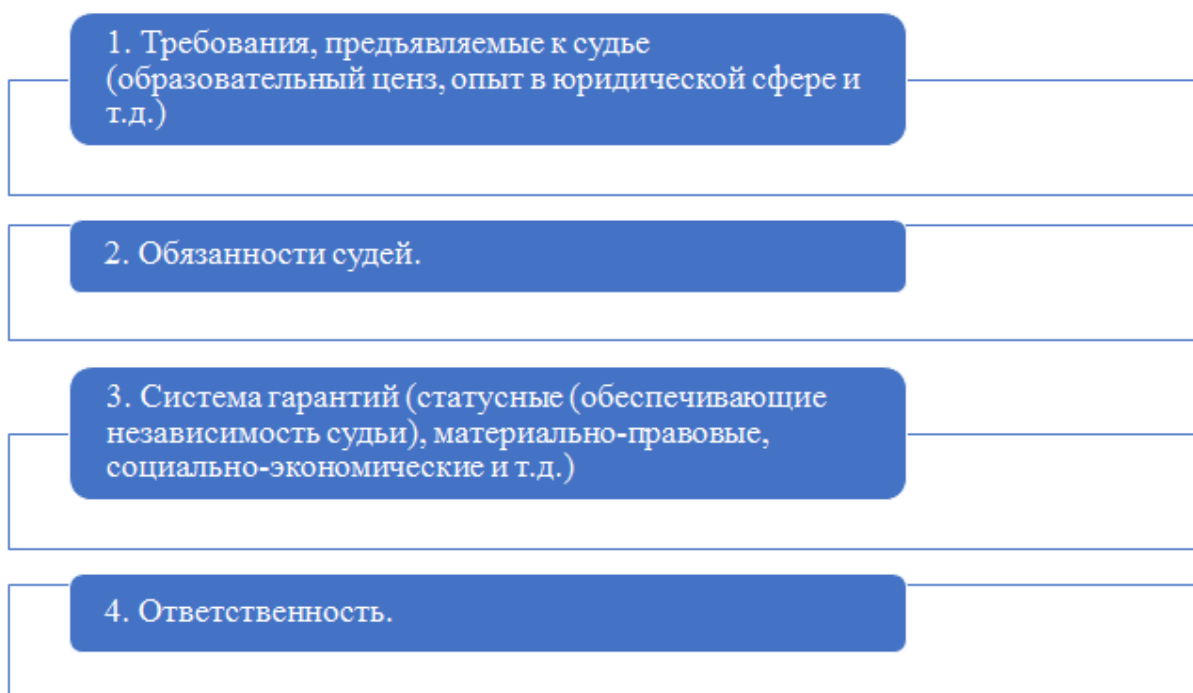 1. Требования, предъявляемые к судье
(образовательный ценз, опыт в юридической сфере и
т.д.)
2. Обязанности судей.
3. Система гарантий (статусные (обеспечивающие
независимость судьи), материально-правовые,
социально-экономические и т.д.)
4. Ответственность.